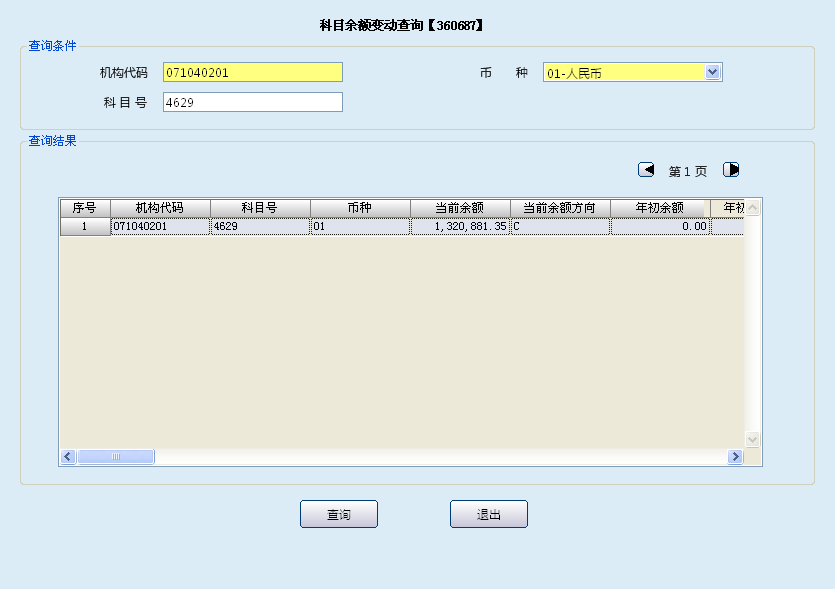 科目余额变动查询【360687】
查询条件
机构代码 071040201 币 种 01-人民币
科 目 号 4629
查询结果
第 1 页
序号 机构代码 科目号 币种 当前余额 当前余额方向 年初余额 年初
1 071040201 4629 01 1,320,881.35 C 0.00
查询 退出